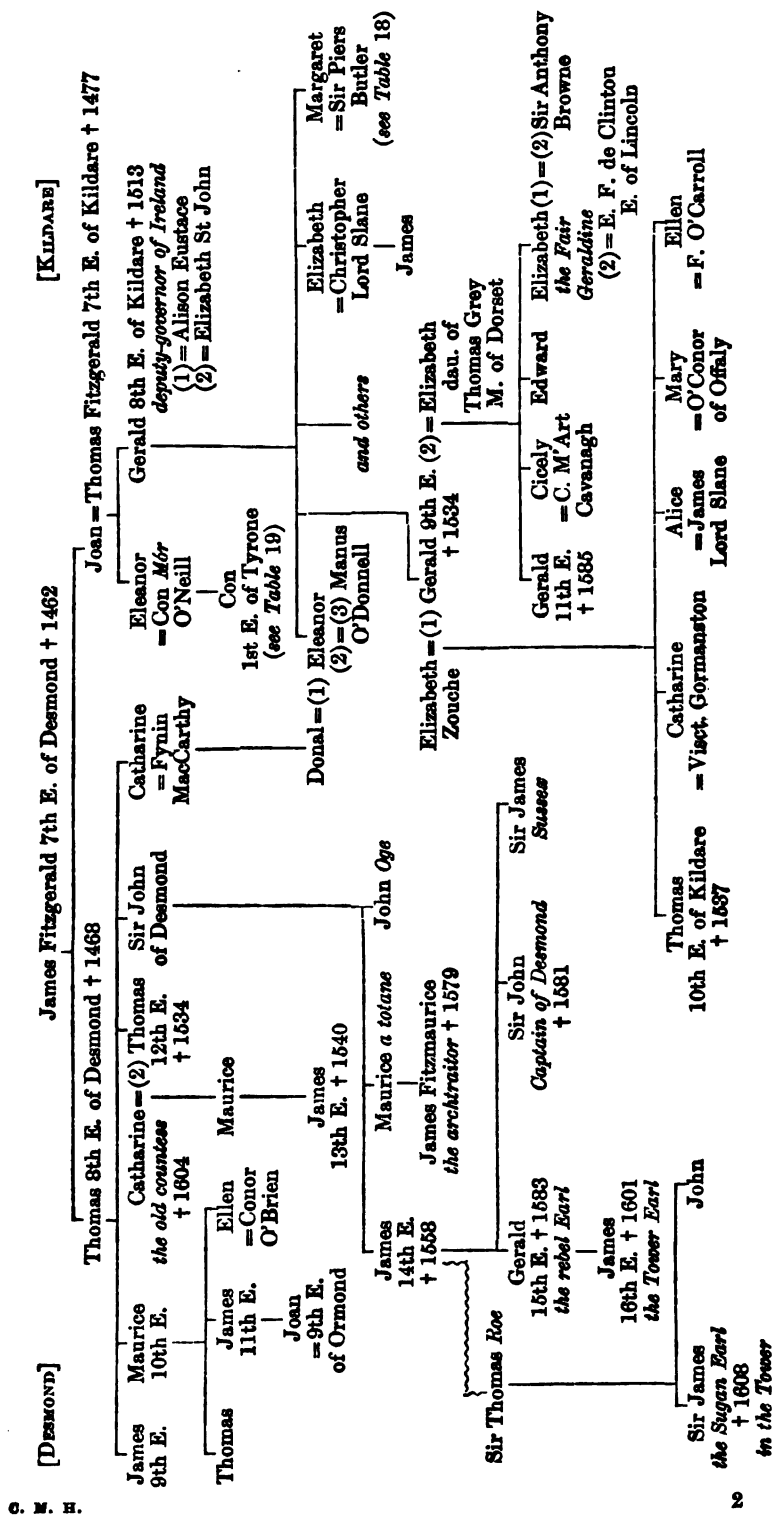 [DESMOND]
[KILDARE]
James Fitzgerald 7th E. of Desmond † 1462
Thomas 8th E. of Desmond † 1468
Joan=Thomas Fitzgerald 7th E. of Kildare † 1477
James
9th E.
Maurice
10th E.
Catharine=(2) Thomas
the old countess
† 1604
12th E.
† 1534
Sir John
of Desmond
Catharine
=Fynin
MacCarthy
Eleanor
=Con Mór
O'Neill
Gerald 8th E. of Kildare † 1513
deputy-governor of Ireland
(1)=Alison Eustace
(2)=Elizabeth St John
Thomas
James
11th E.
Ellen
=Conor
O'Brien
Maurice
Con
1st E. of Tyrone
(see Table 19)
Joan
=9th E.
of Ormond
James
13th E. † 1540
Donal=(1) Eleanor
(2)=(3) Manus
O'Donnell
and others
Elizabeth
=Christopher
Lord Slane
Margaret
=Sir Piers
Butler
(see Table 18)
James
James
14th E.
† 1558
Maurice a totane
John Oge
James Fitzmaurice
the archtraitor † 1579
Elizabeth=(1) Gerald 9th E. (2)=Elizabeth
Zouche
† 1534
dau. of
Thomas Grey
M. of Dorset
Sir Thomas Roe
Gerald
15th E. † 1583
the rebel Earl
Sir John
Captain of Desmond
† 1581
Sir James
Sussex
Gerald
11th E.
† 1585
Cicely
=C. M'Art
Cavanagh
Edward
Elizabeth(1)=(2)Sir Anthony
Browne
the Fair
Geraldine
(2)=E. F. de Clinton
E. of Lincoln
James
16th E. † 1601
the Tower Earl
Sir James
the Sugan Earl
† 1608
in the Tower
John
Thomas
10th E. of Kildare
† 1537
Catharine
=Visct. Gormanston
Alice
=James
Lord Slane
Mary
=O'Conor
of Offaly
Ellen
=F. O'Carroll
C. M. H.
2